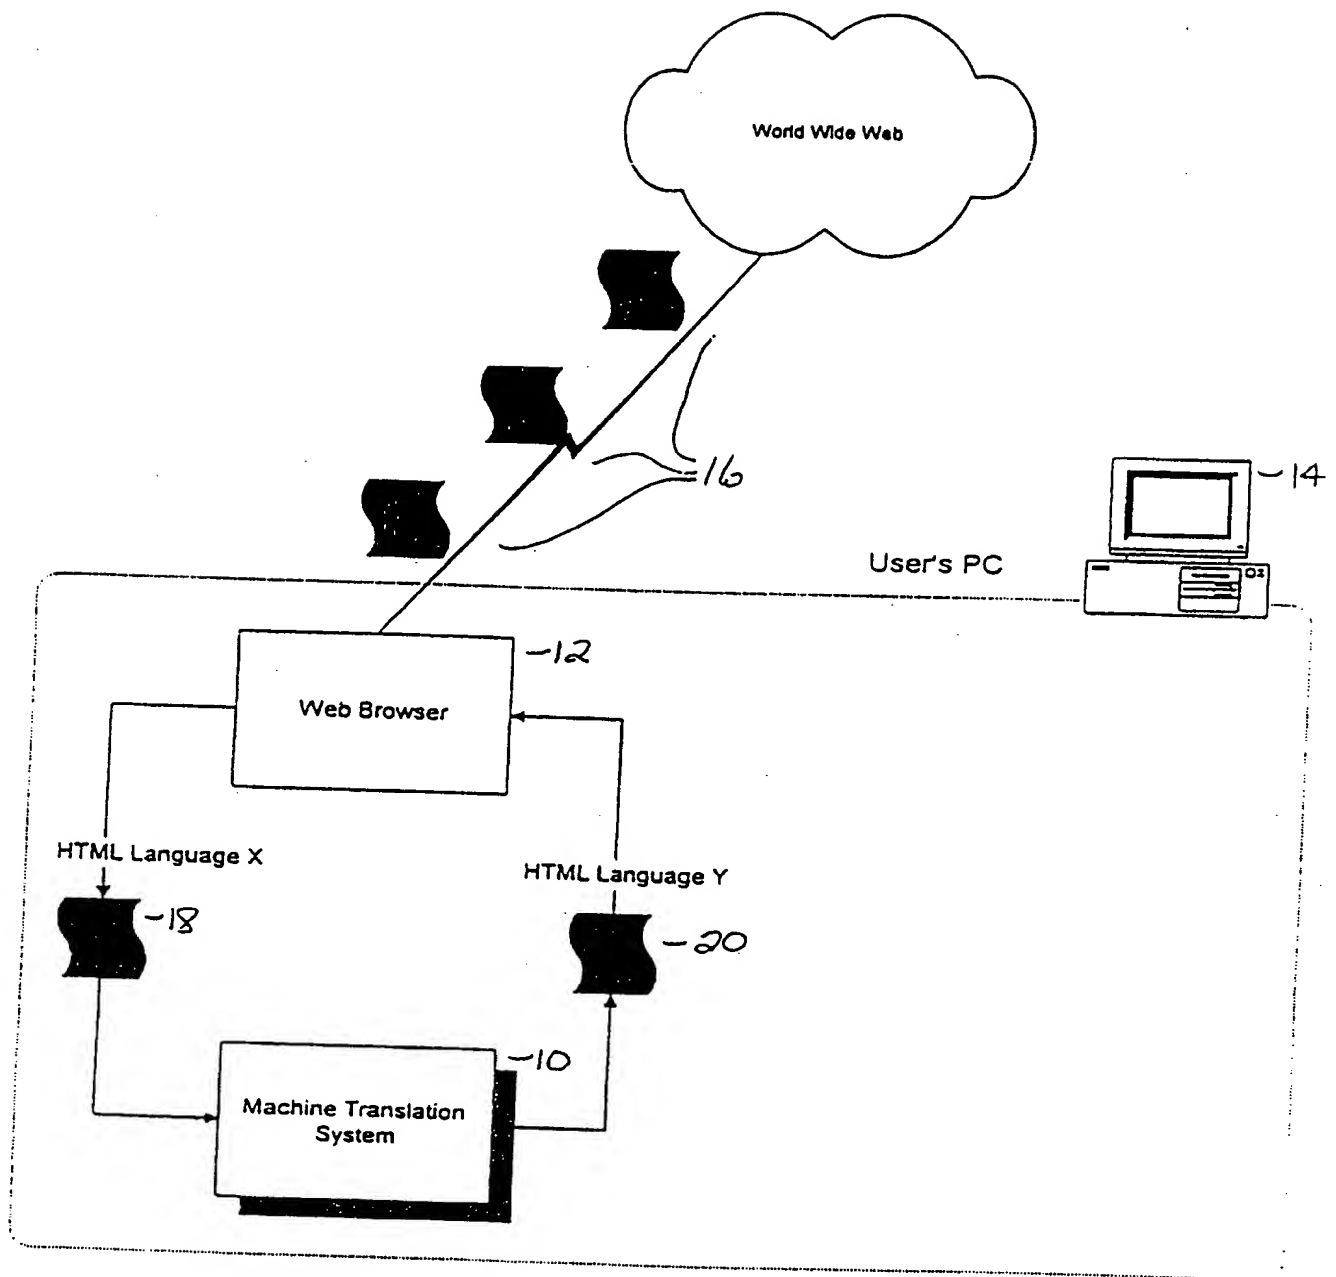 World Wide Web
16
14
User's PC
12
Web Browser
HTML Language X
HTML Language Y
18
20
10
Machine Translation
System